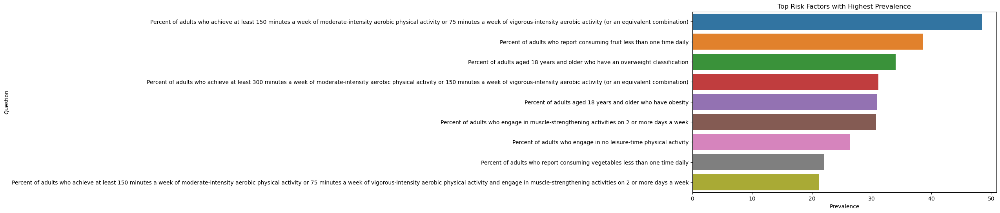 Top Risk Factors with Highest Prevalence
Percent of adults who achieve at least 150 minutes a week of moderate-intensity aerobic physical activity or 75 minutes a week of vigorous-intensity aerobic activity (or an equivalent combination)
Percent of adults who report consuming fruit less than one time daily
Percent of adults aged 18 years and older who have an overweight classification
Percent of adults who achieve at least 300 minutes a week of moderate-intensity aerobic physical activity or 150 minutes a week of vigorous-intensity aerobic activity (or an equivalent combination)
Question
Percent of adults aged 18 years and older who have obesity
Percent of adults who engage in muscle-strengthening activities on 2 or more days a week
Percent of adults who engage in no leisure-time physical activity
Percent of adults who report consuming vegetables less than one time daily
Percent of adults who achieve at least 150 minutes a week of moderate-intensity aerobic physical activity or 75 minutes a week of vigorous-intensity aerobic physical activity and engage in muscle-strengthening activities on 2 or more days a week
0 10 20 30 40 50
Prevalence